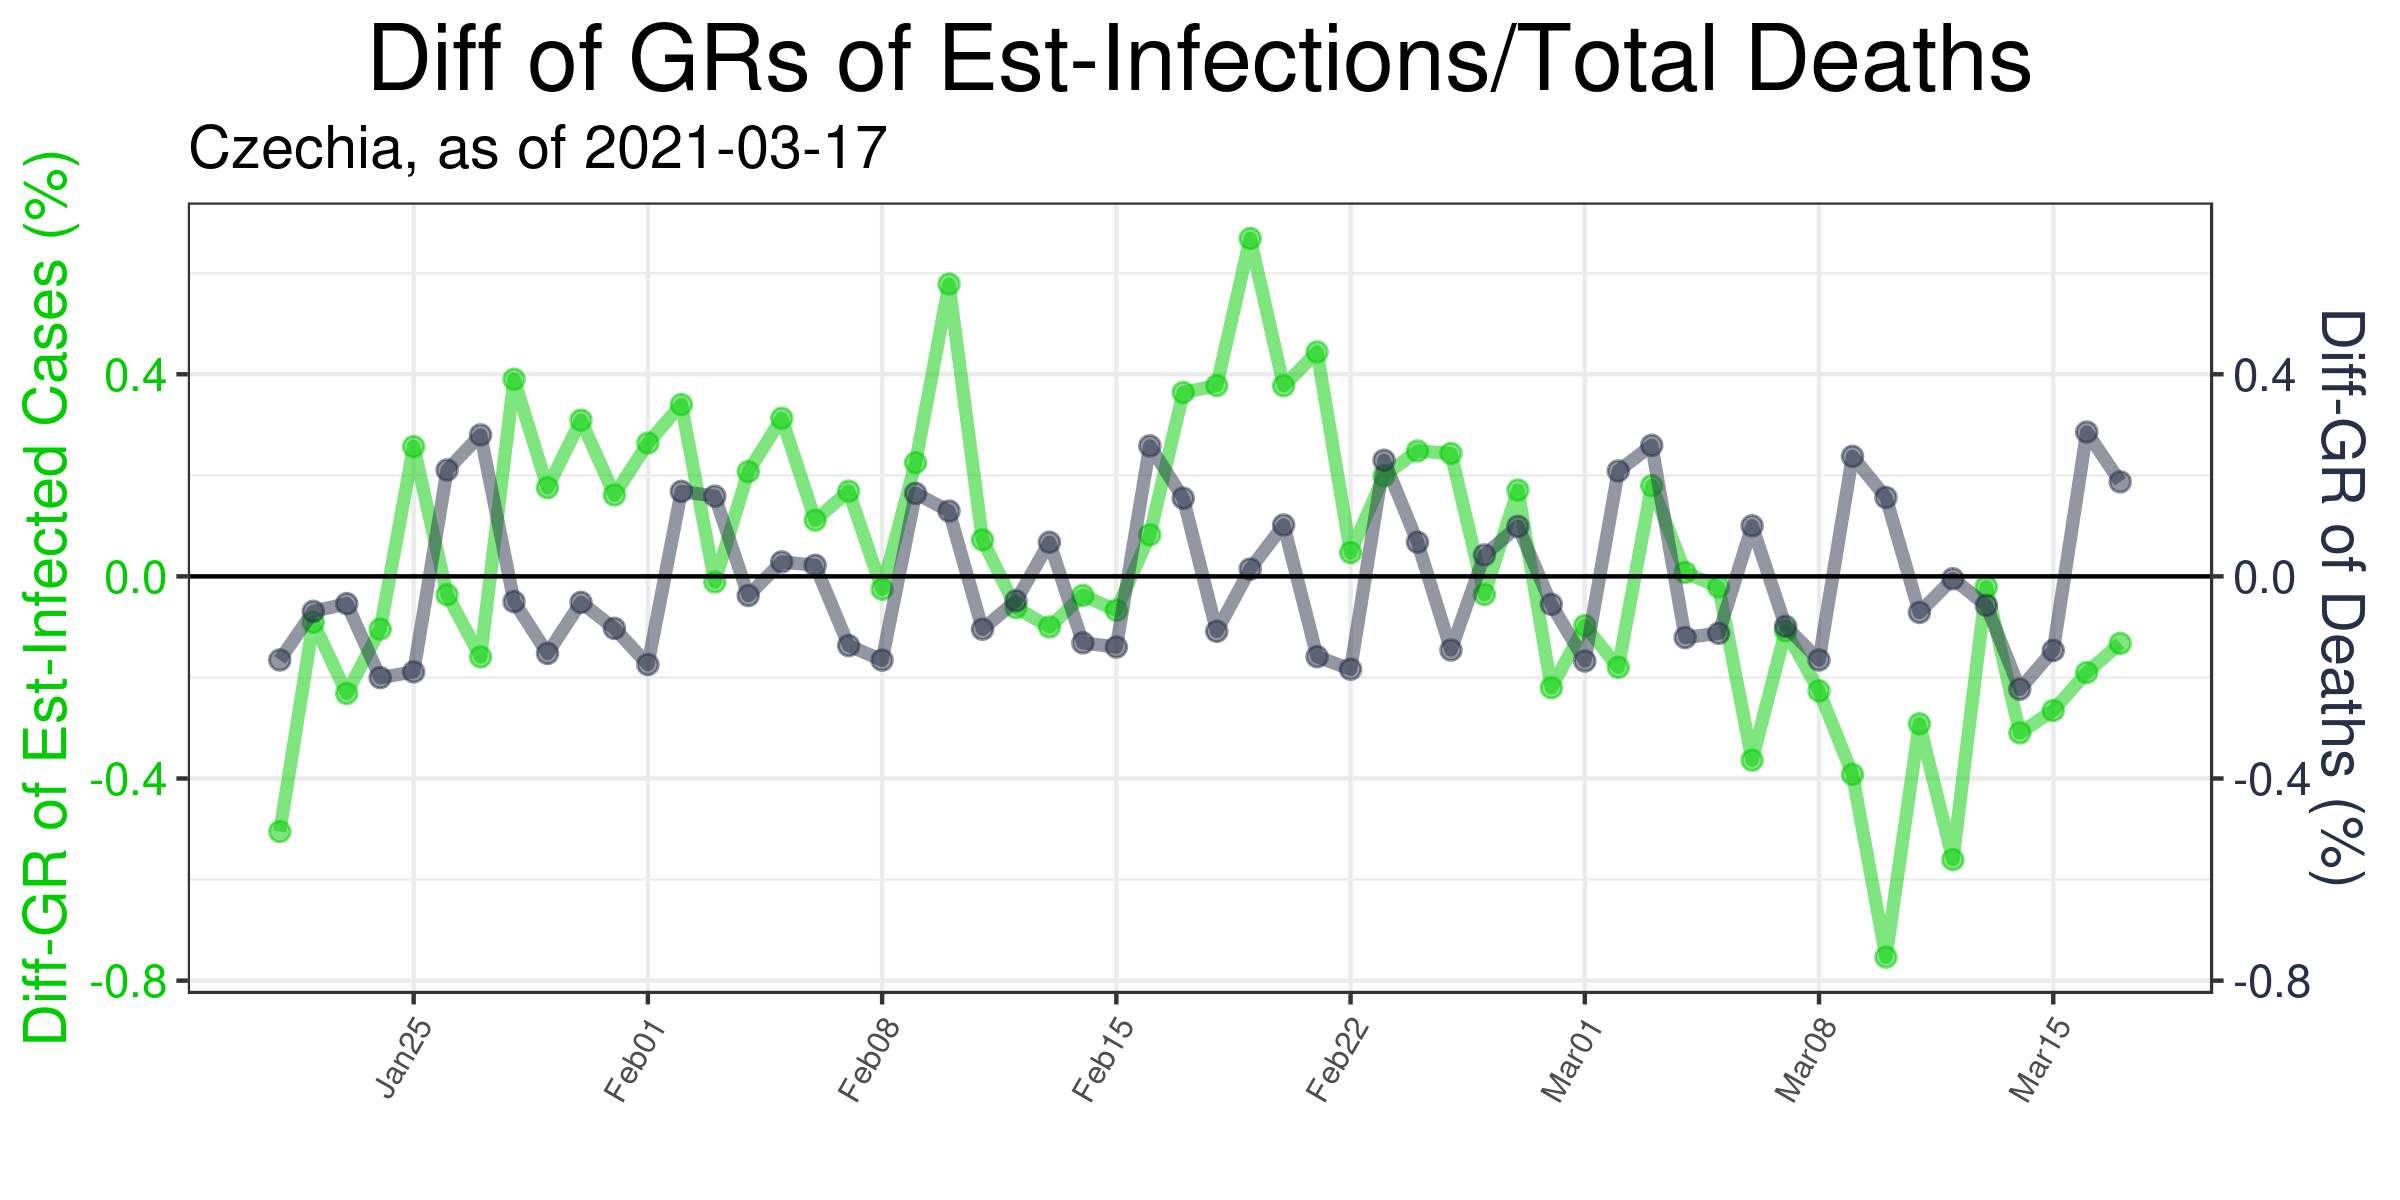 Diff of GRs of Est-Infections/Total Deaths
Czechia, as of 2021-03-17
Diff-GR of Est-Infected Cases (%)
0.4
0.0
-0.4
-0.8
0.4
0.0
-0.4
-0.8
Diff-GR of Deaths (%)
Jan25
Feb01
Feb08
Feb15
Feb22
Mar01
Mar08
Mar15